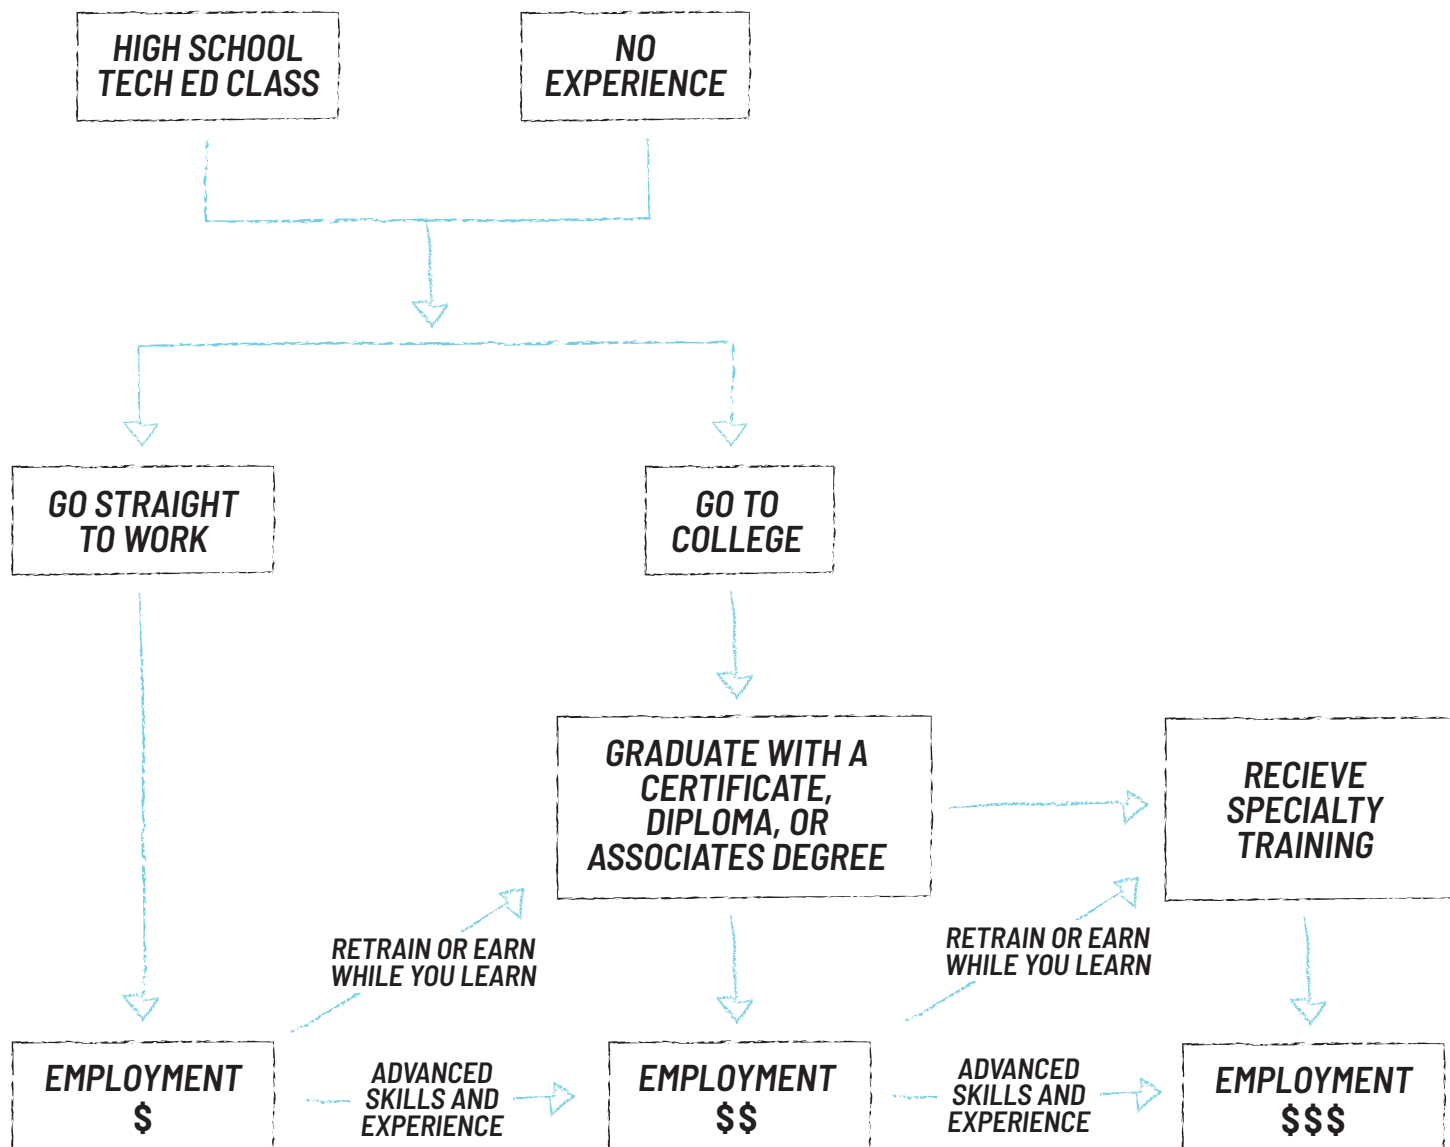 HIGH SCHOOL
TECH ED CLASS
NO
EXPERIENCE
GO STRAIGHT
TO WORK
GO TO
COLLEGE
GRADUATE WITH A
CERTIFICATE,
DIPLOMA, OR
ASSOCIATES DEGREE
RECIEVE
SPECIALTY
TRAINING
RETRAIN OR EARN
WHILE YOU LEARN
RETRAIN OR EARN
WHILE YOU LEARN
EMPLOYMENT
$
ADVANCED
SKILLS AND
EXPERIENCE
EMPLOYMENT
$$
ADVANCED
SKILLS AND
EXPERIENCE
EMPLOYMENT
$$$